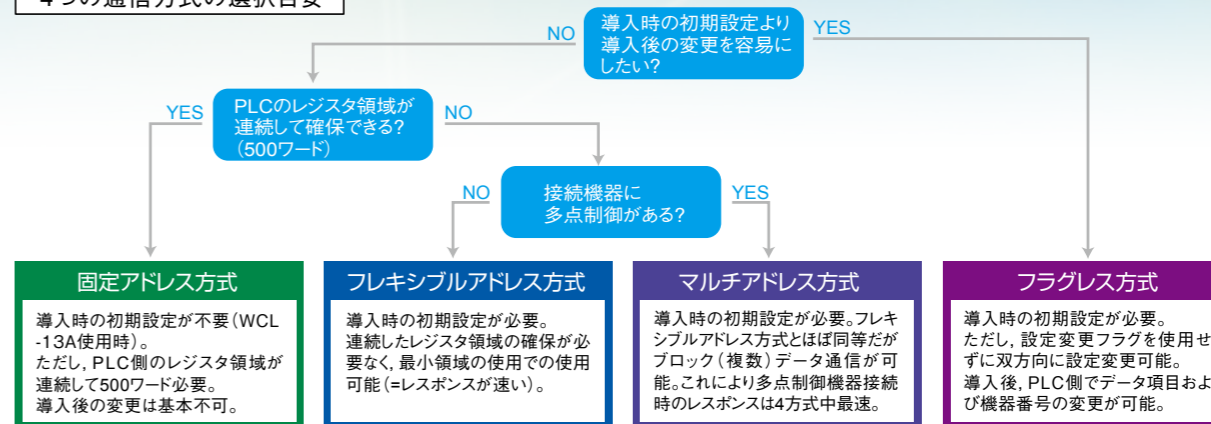 4つの通信方式の選択目安
導入時の初期設定より
導入後の変更を容易に
したい?
NO
YES
PLCのレジスタ領域が
連続して確保できる?
(500ワード)
YES
NO
接続機器に
多点制御がある?
NO
YES
固定アドレス方式
導入時の初期設定が不要(WCL
-13A使用時)。
ただし, PLC側のレジスタ領域が
連続して500ワード必要。
導入後の変更は基本不可。
フレキシブルアドレス方式
導入時の初期設定が必要。
連続したレジスタ領域の確保が必
要なく, 最小領域の使用での使用
可能(=レスポンスが速い)。
マルチアドレス方式
導入時の初期設定が必要。フレキ
シブルアドレス方式とほぼ同等だが
ブロック(複数)データ通信が可
能。これにより多点制御機器接続
時のレスポンスは4方式中最速。
フラグレス方式
導入時の初期設定が必要。
ただし, 設定変更フラグを使用せ
ずに双方向に設定変更可能。
導入後, PLC側でデータ項目およ
び機器番号の変更が可能。